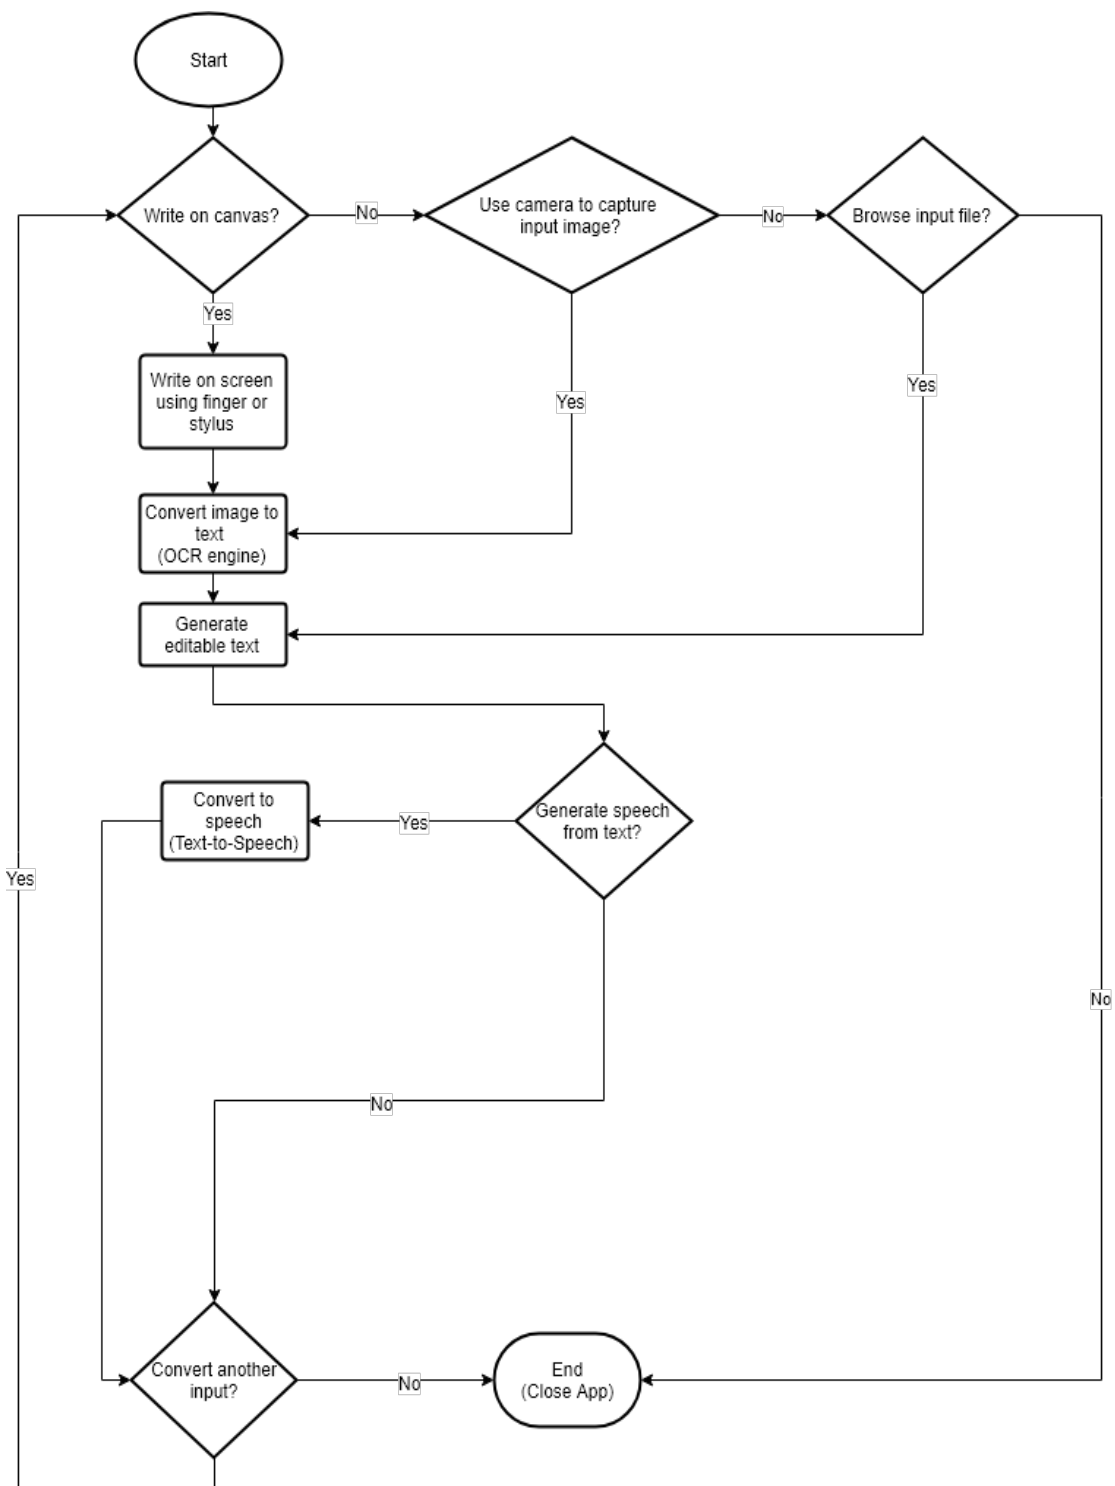 Start
Write on canvas?
No
Use camera to capture
input image?
No
Browse input file?
Yes
Write on screen
using finger or
stylus
Yes
Yes
Convert image to
text
(OCR engine)
Generate
editable text
Generate speech
from text?
Yes
Convert to
speech
(Text-to-Speech)
Yes
No
No
Convert another
input?
No
End
(Close App)